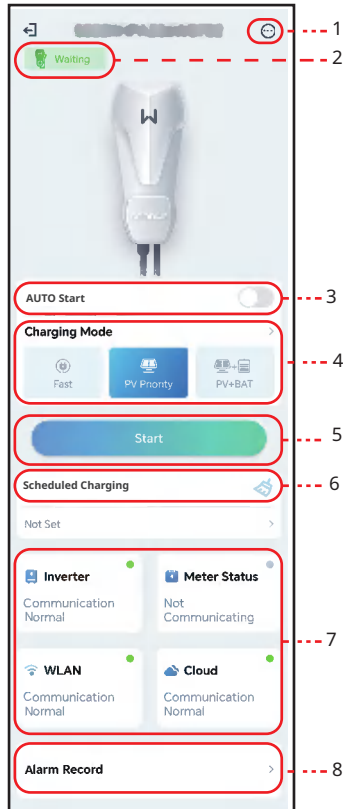 1
Waiting
2
AUTO Start
3
Charging Mode
4
Fast
PV Priority
PV+BAT
Start
5
Scheduled Charging
6
Not Set
Inverter
Communication
Normal
Meter Status
Not
Communicating
7
WLAN
Communication
Normal
Cloud
Communication
Normal
Alarm Record
8